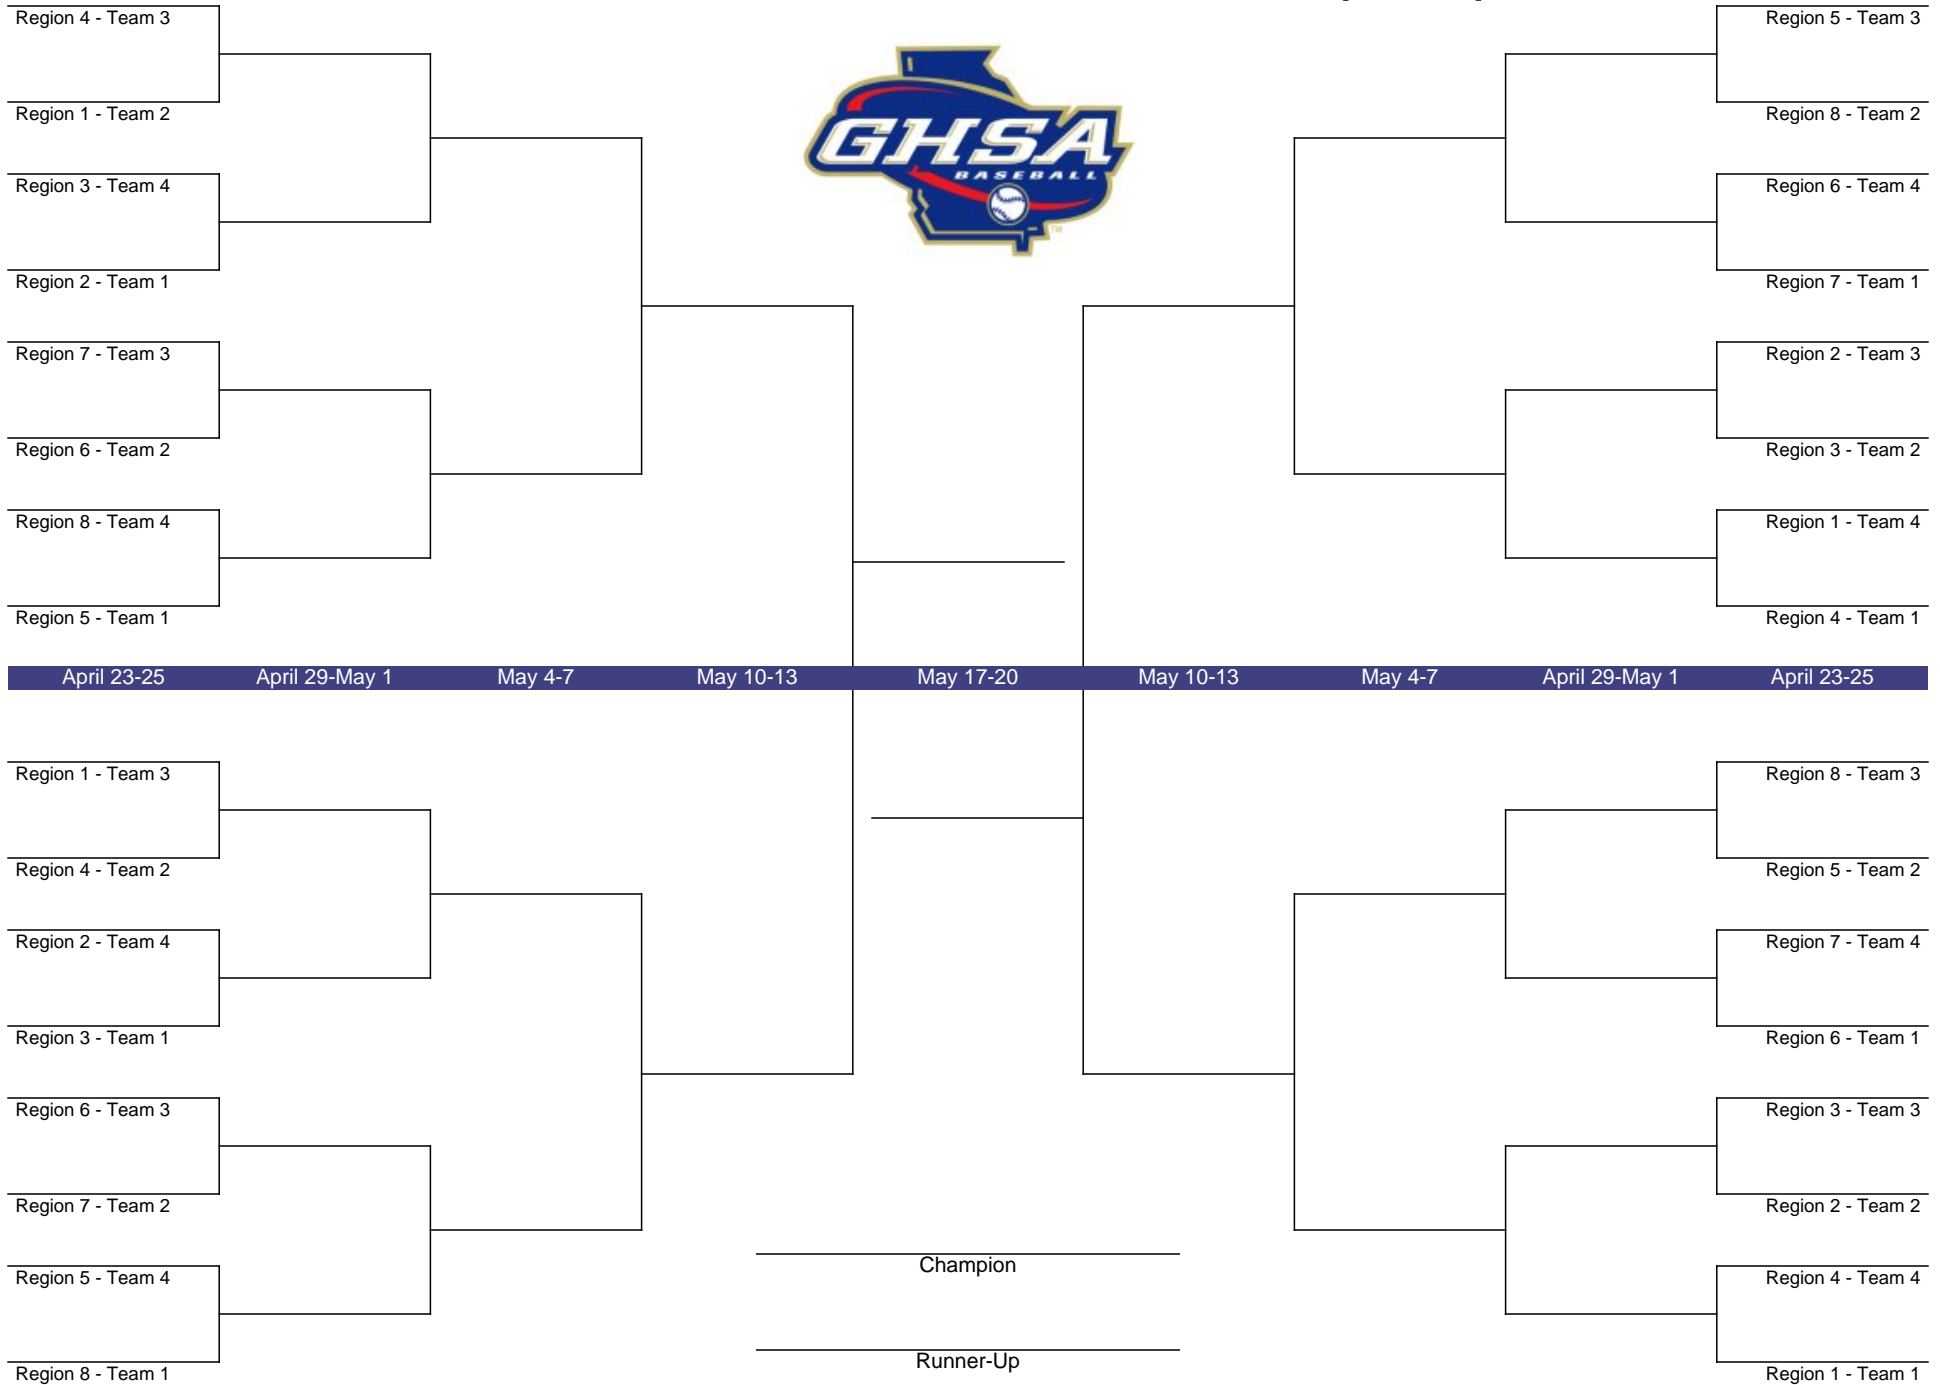 Region 4 - Team 3
Region 1 - Team 2
Region 3 - Team 4
Region 2 - Team 1
Region 7 - Team 3
Region 6 - Team 2
Region 8 - Team 4
Region 5 - Team 1
GHSA
BASEBALL
TM
Region 5 - Team 3
Region 8 - Team 2
Region 6 - Team 4
Region 7 - Team 1
Region 2 - Team 3
Region 3 - Team 2
Region 1 - Team 4
Region 4 - Team 1
April 23-25 April 29-May 1 May 4-7 May 10-13 May 17-20 May 10-13 May 4-7 April 29-May 1 April 23-25
Region 1 - Team 3
Region 4 - Team 2
Region 2 - Team 4
Region 3 - Team 1
Region 6 - Team 3
Region 7 - Team 2
Region 5 - Team 4
Region 8 - Team 1
Champion
Runner-Up
Region 8 - Team 3
Region 5 - Team 2
Region 7 - Team 4
Region 6 - Team 1
Region 3 - Team 3
Region 2 - Team 2
Region 4 - Team 4
Region 1 - Team 1